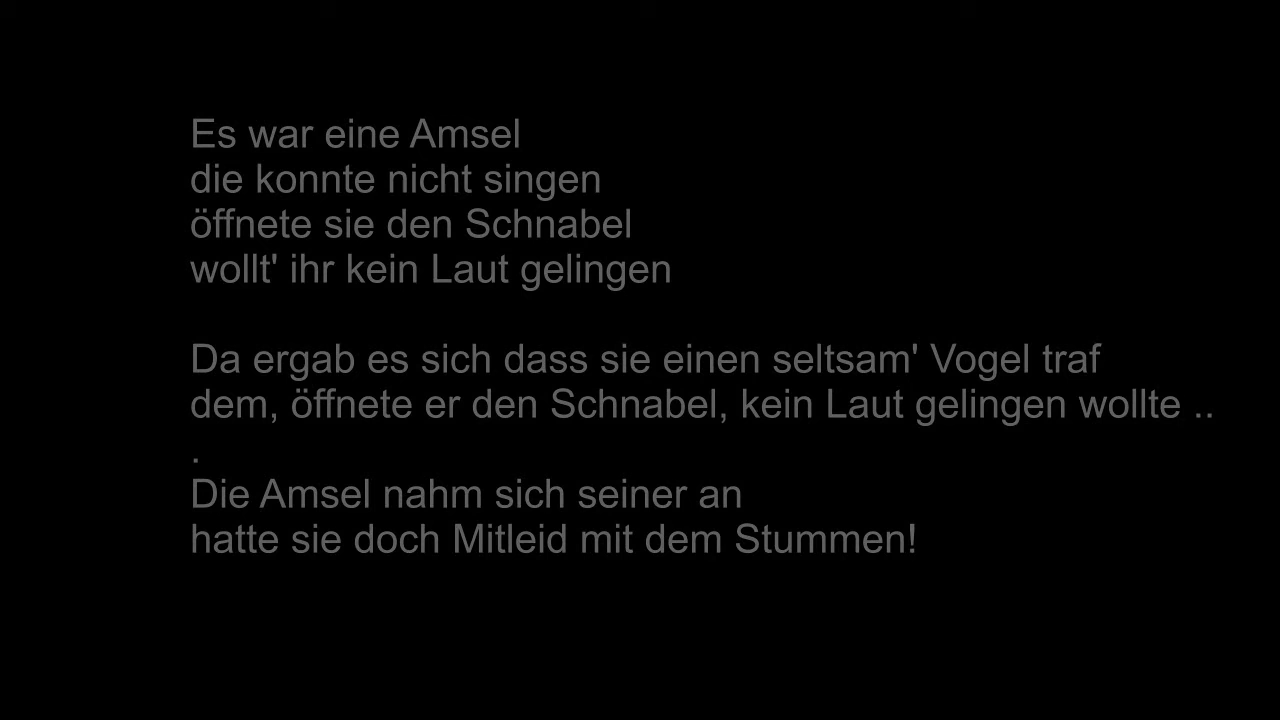 Es war eine Amsel
die konnte nicht singen
öffnete sie den Schnabel
wollt' ihr kein Laut gelingen
Da ergab es sich dass sie einen seltsam' Vogel traf
dem, öffnete er den Schnabel, kein Laut gelingen wollte ..
.
Die Amsel nahm sich seiner an
hatte sie doch Mitleid mit dem Stummen!